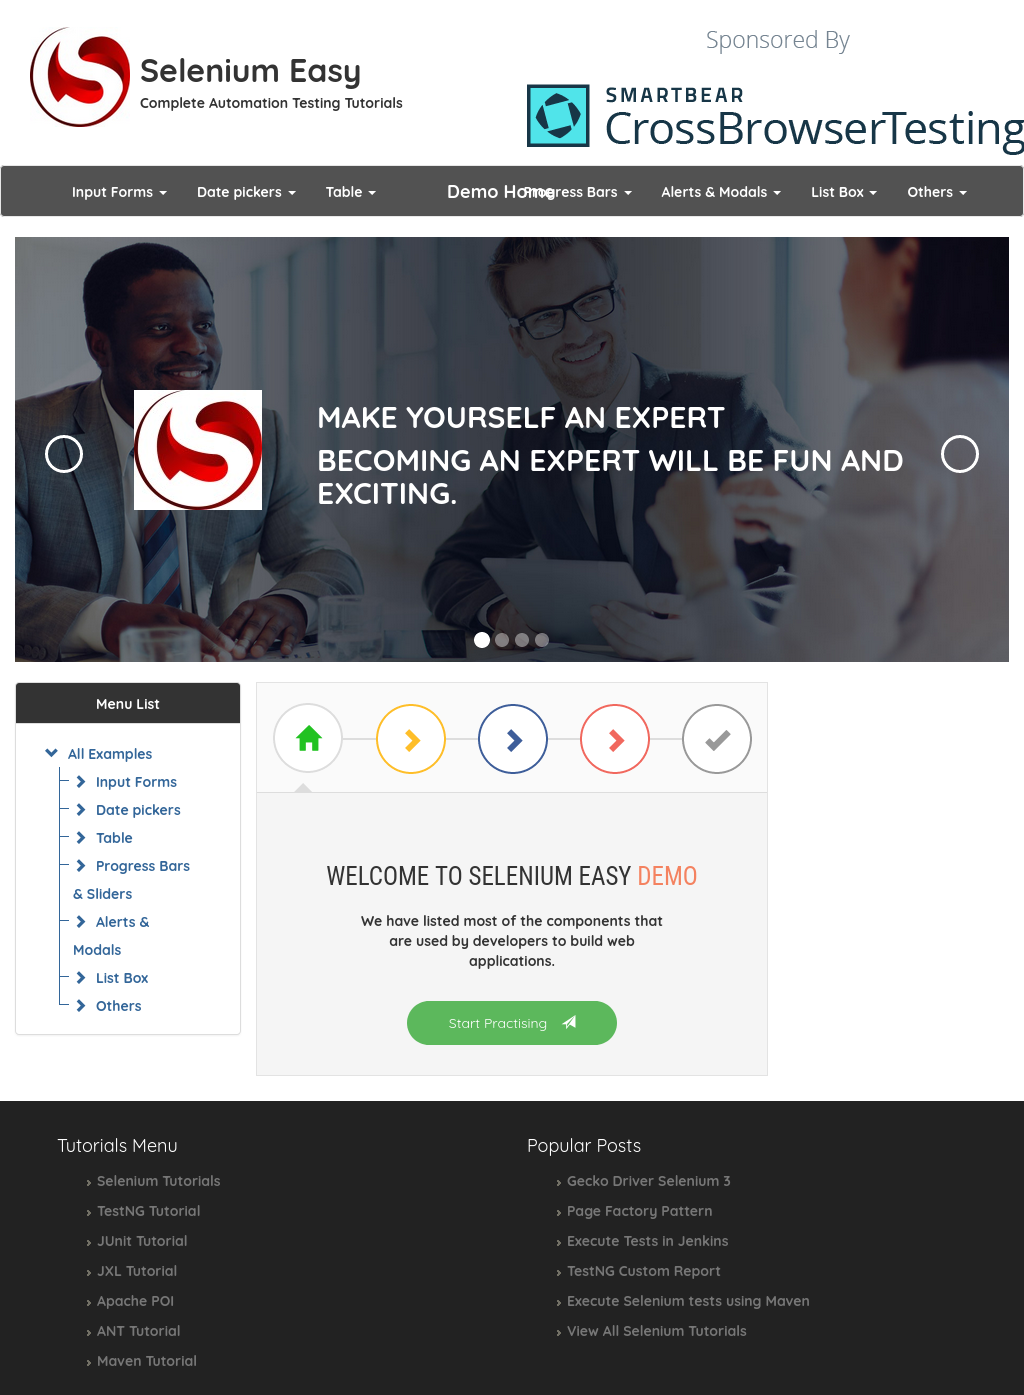 Sponsored By
Selenium Easy
Complete Automation Testing Tutorials
SMARTBEAR
CrossBrowserTesting
Input Forms
Date pickers
Table
Demo Home
Progress Bars
Alerts & Modals
List Box
Others
MAKE YOURSELF AN EXPERT
BECOMING AN EXPERT WILL BE FUN AND
EXCITING.
Menu List
All Examples
Input Forms
Date pickers
Table
Progress Bars
& Sliders
Alerts &
Modals
List Box
Others
WELCOME TO SELENIUM EASY DEMO
We have listed most of the components that
are used by developers to build web
applications.
Start Practising
Tutorials Menu
Selenium Tutorials
TestNG Tutorial
JUnit Tutorial
JXL Tutorial
Apache POI
ANT Tutorial
Maven Tutorial
Popular Posts
Gecko Driver Selenium 3
Page Factory Pattern
Execute Tests in Jenkins
TestNG Custom Report
Execute Selenium tests using Maven
View All Selenium Tutorials